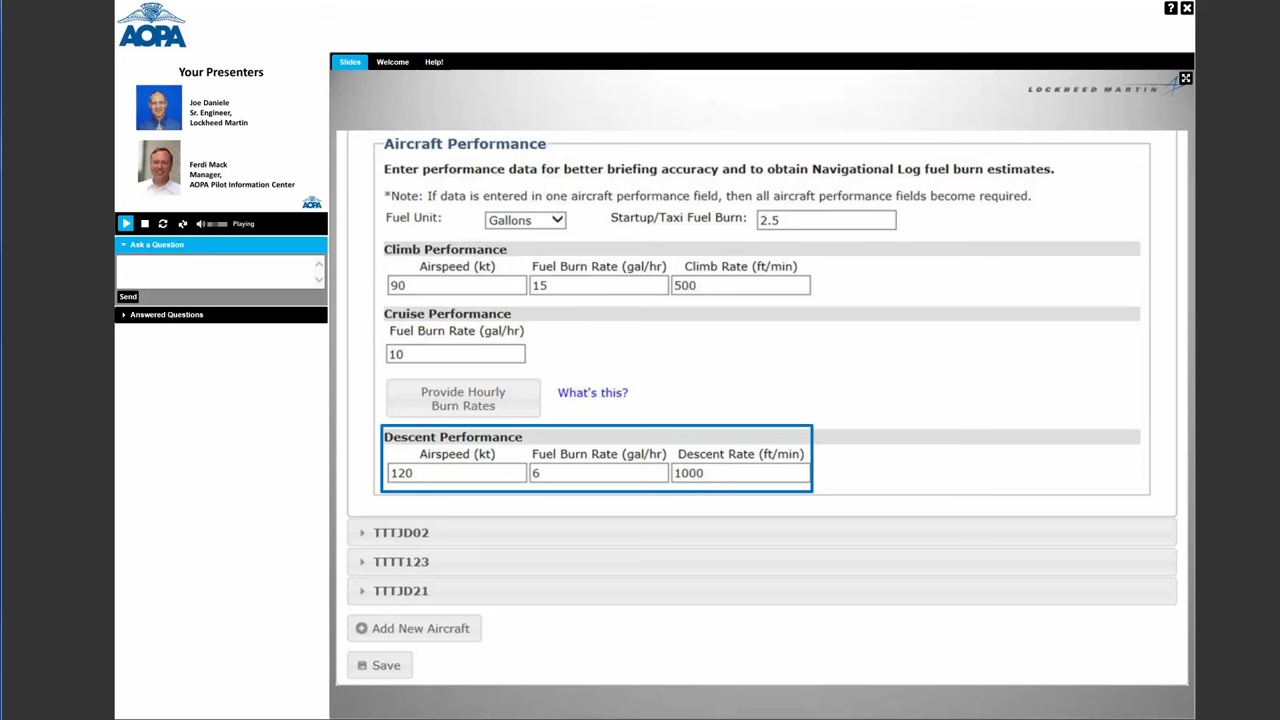 AOPA
Your Presenters
Joe Daniele
Sr. Engineer,
Lockheed Martin
Ferdi Mack
Manager,
AOPA Pilot Information Center
AOPA
Playing
Ask a Question
Send
Answered Questions
?
Slides Welcome Help!
LOCKHEED MARTIN
Aircraft Performance
Enter performance data for better briefing accuracy and to obtain Navigational Log fuel burn estimates.
*Note: If data is entered in one aircraft performance field, then all aircraft performance fields become required.
Fuel Unit: Gallons Startup/Taxi Fuel Burn: 2.5
Climb Performance
Airspeed (kt) Fuel Burn Rate (gal/hr) Climb Rate (ft/min)
90 15 500
Cruise Performance
Fuel Burn Rate (gal/hr)
10
Provide Hourly
Burn Rates
What's this?
Descent Performance
Airspeed (kt) Fuel Burn Rate (gal/hr) Descent Rate (ft/min)
120 6 1000
TTTJD02
TTTT123
TTTJD21
Add New Aircraft
Save